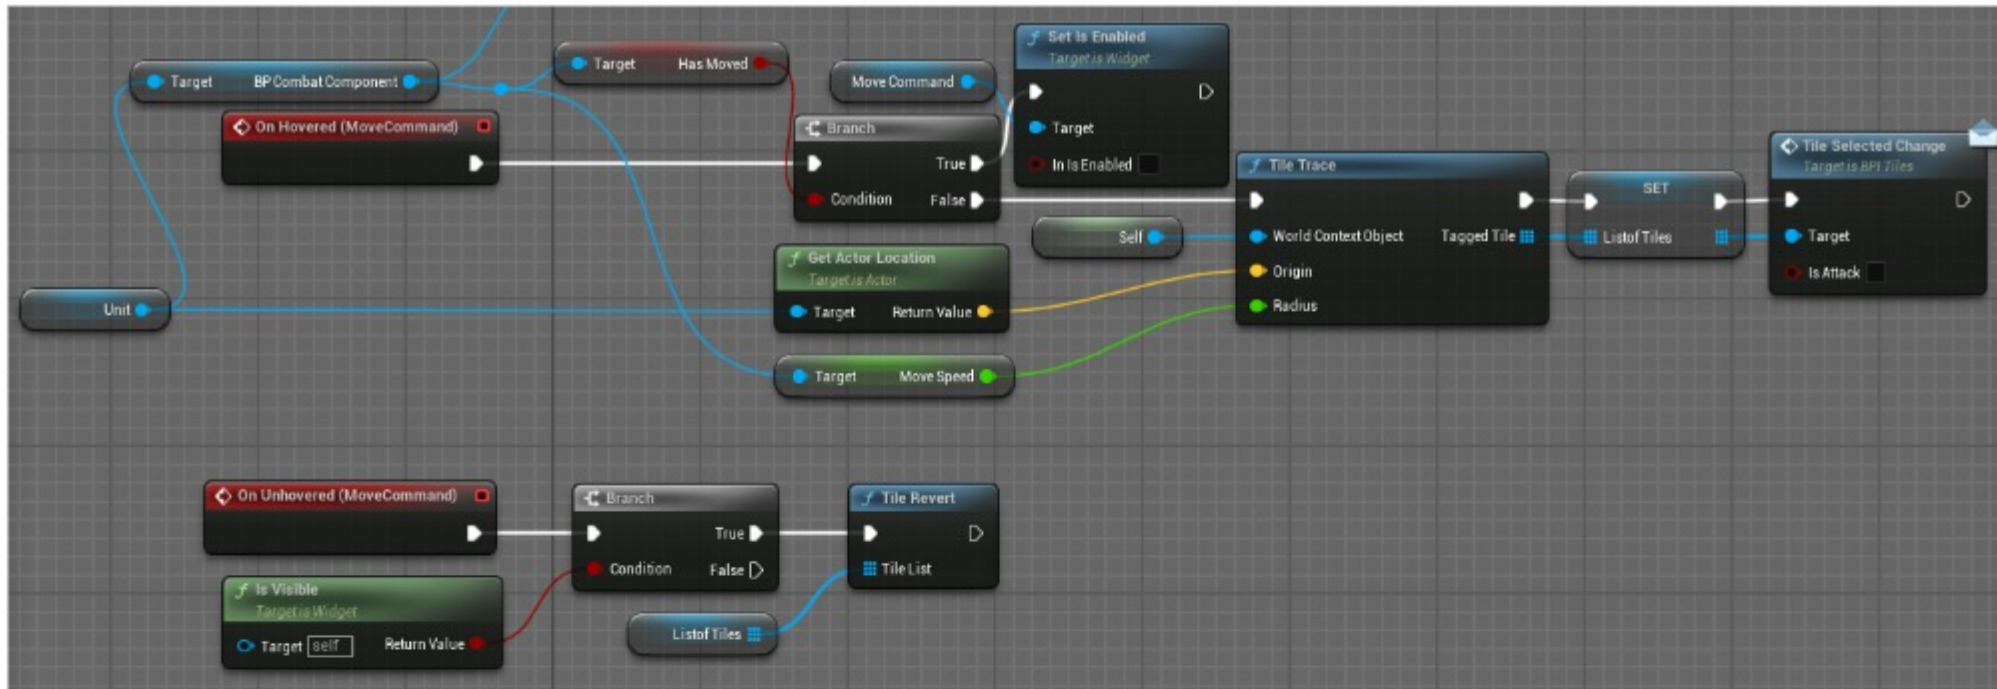 Set Is Enabled
Target is Widget
Target Has Moved
Target BP Combat Component
Move Command
On Hovered (MoveCommand)
Branch
Target
True
In Is Enabled
Condition False
Tile Trace
Tile Selected Change
Target is BPI Tiles
SET
Self
World Context Object Tagged Tile
Listof Tiles
Target
Get Actor Location
Target is Actor
Origin
Is Attack
Unit
Target Return Value
Radius
Target Move Speed
On Unhovered (MoveCommand)
Branch
Tile Revert
True
Condition False
Tile List
Is Visible
Target is Widget
Target self Return Value
Listof Tiles